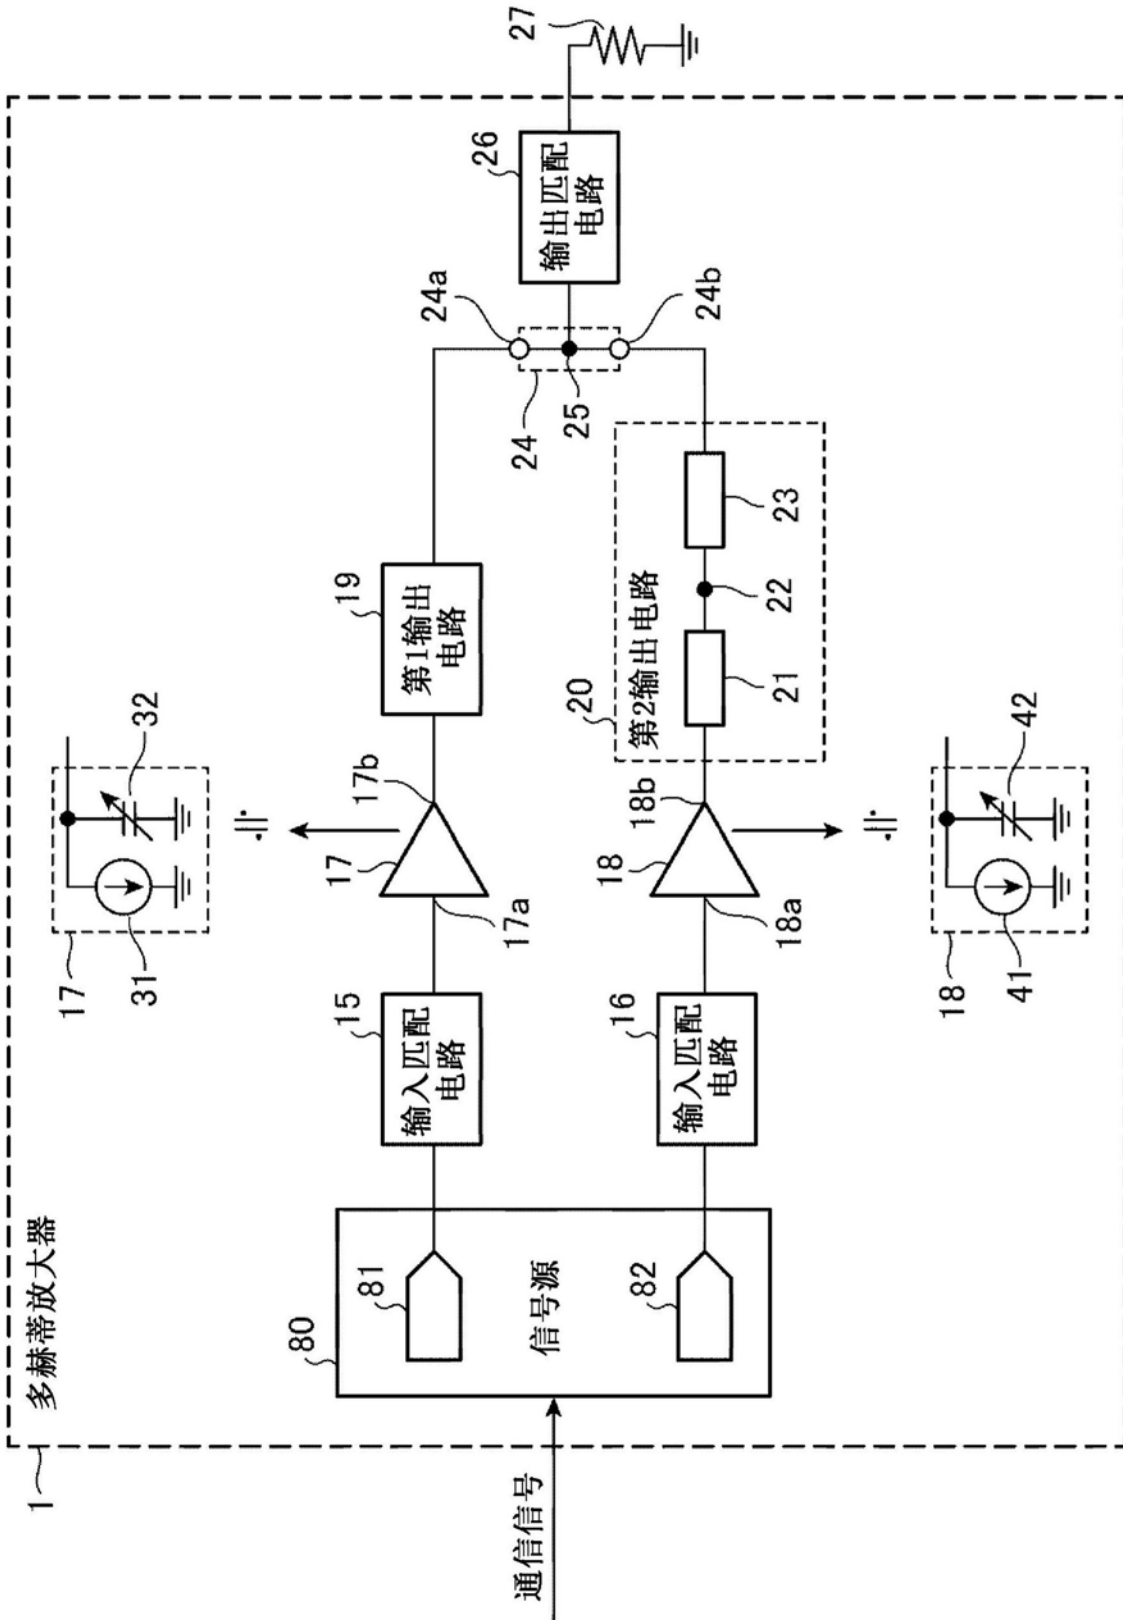 1
多赫蒂放大器
通信信号
80
信号源
81
82
15
输入匹配
电路
16
输入匹配
电路
17
17a
17b
18
18a
18b
17
31
32
18
41
42
19
第1输出
电路
20
第2输出电路
21
22
23
24
24a
24b
25
26
输出匹配
电路
27